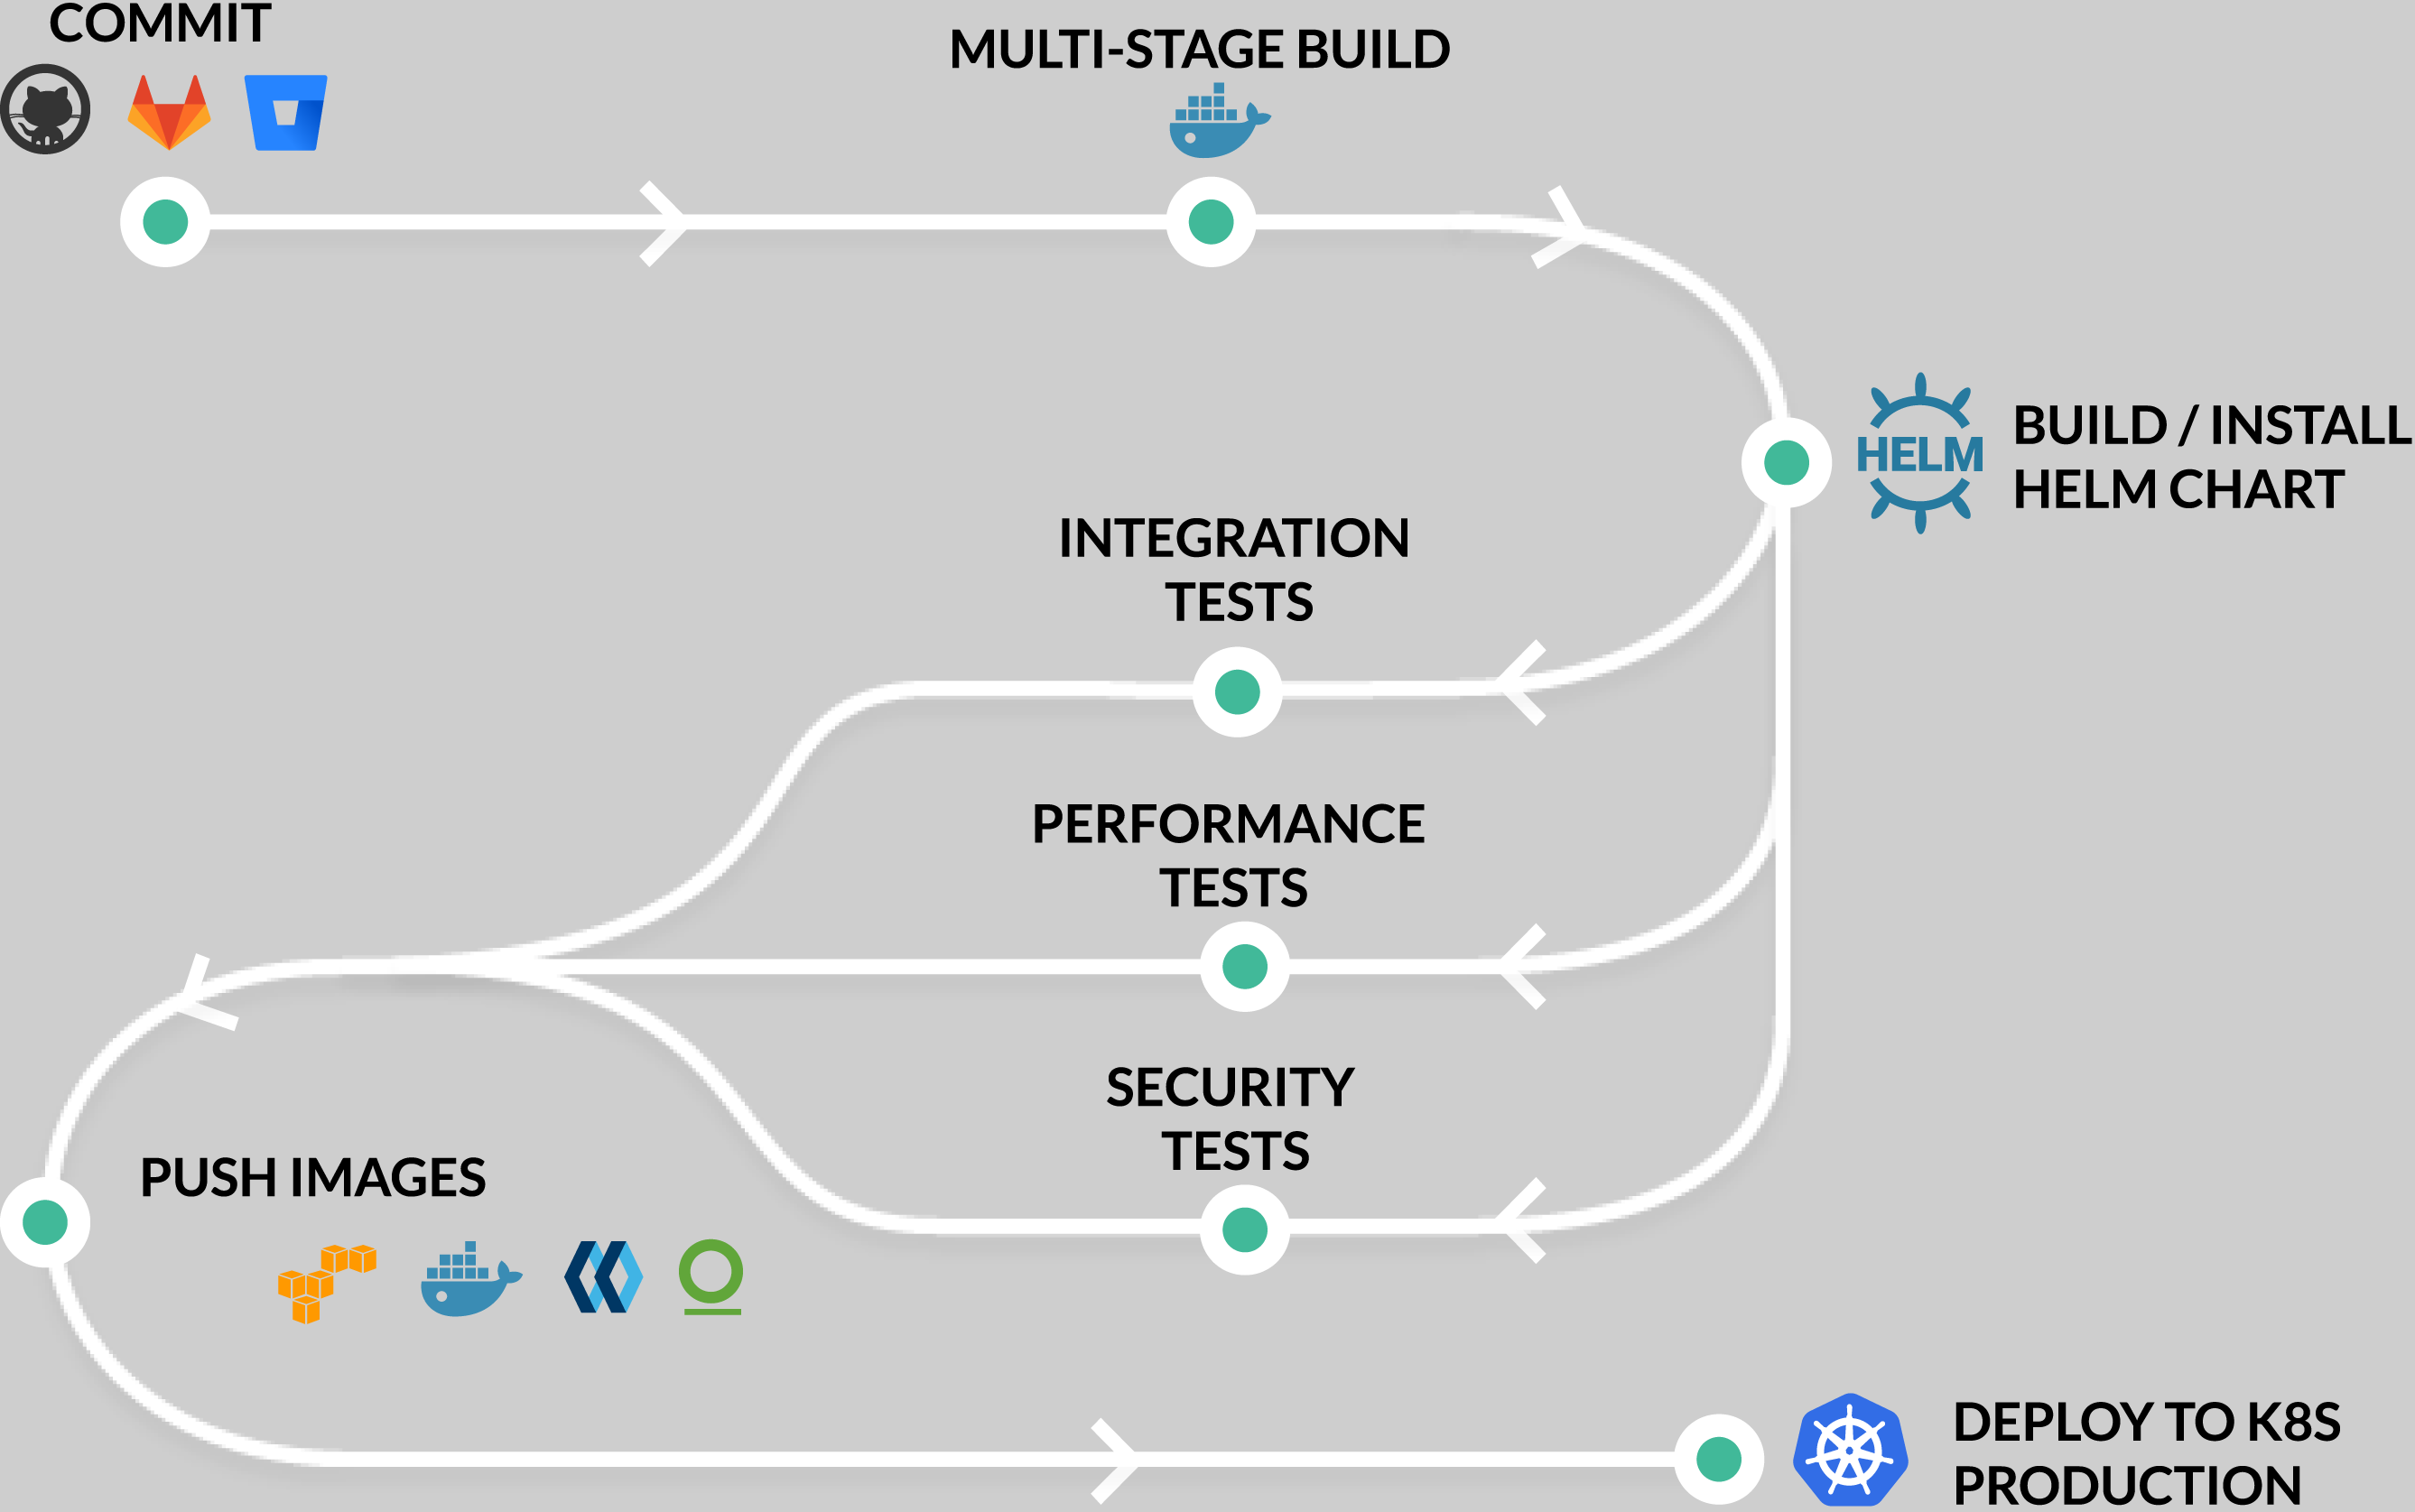 COMMIT
MULTI-STAGE BUILD
HELM
BUILD / INSTALL
HELM CHART
INTEGRATION
TESTS
PERFORMANCE
TESTS
SECURITY
TESTS
PUSH IMAGES
DEPLOY TO K8S
PRODUCTION